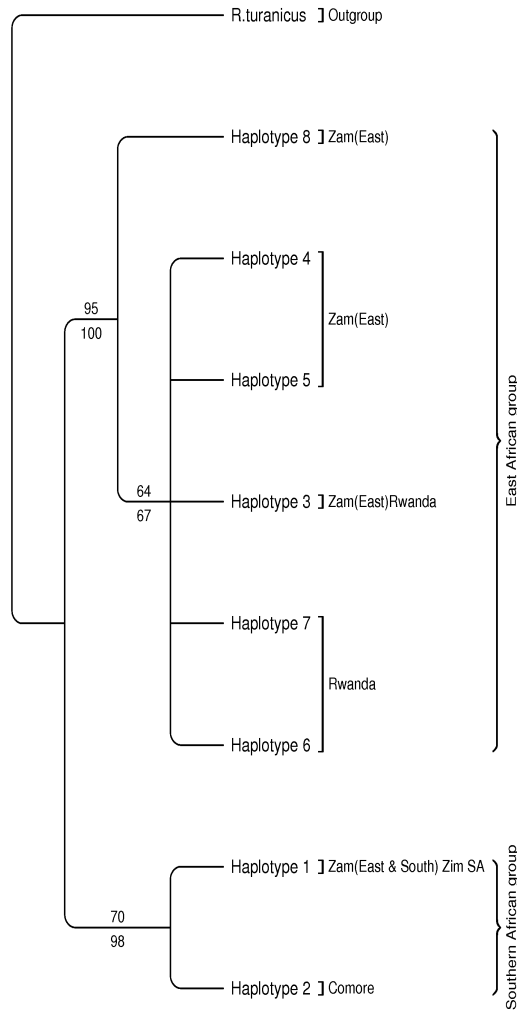 R.turanicus ] Outgroup
Haplotype 8 ] Zam(East)
Haplotype 4
95
Zam(East)
100
Haplotype 5
East African group
64
Haplotype 3 ] Zam(East)Rwanda
67
Haplotype 7
Rwanda
Haplotype 6
Haplotype 1 ] Zam(East & South) Zim SA
70
98
Southern African group
Haplotype 2 ] Comore